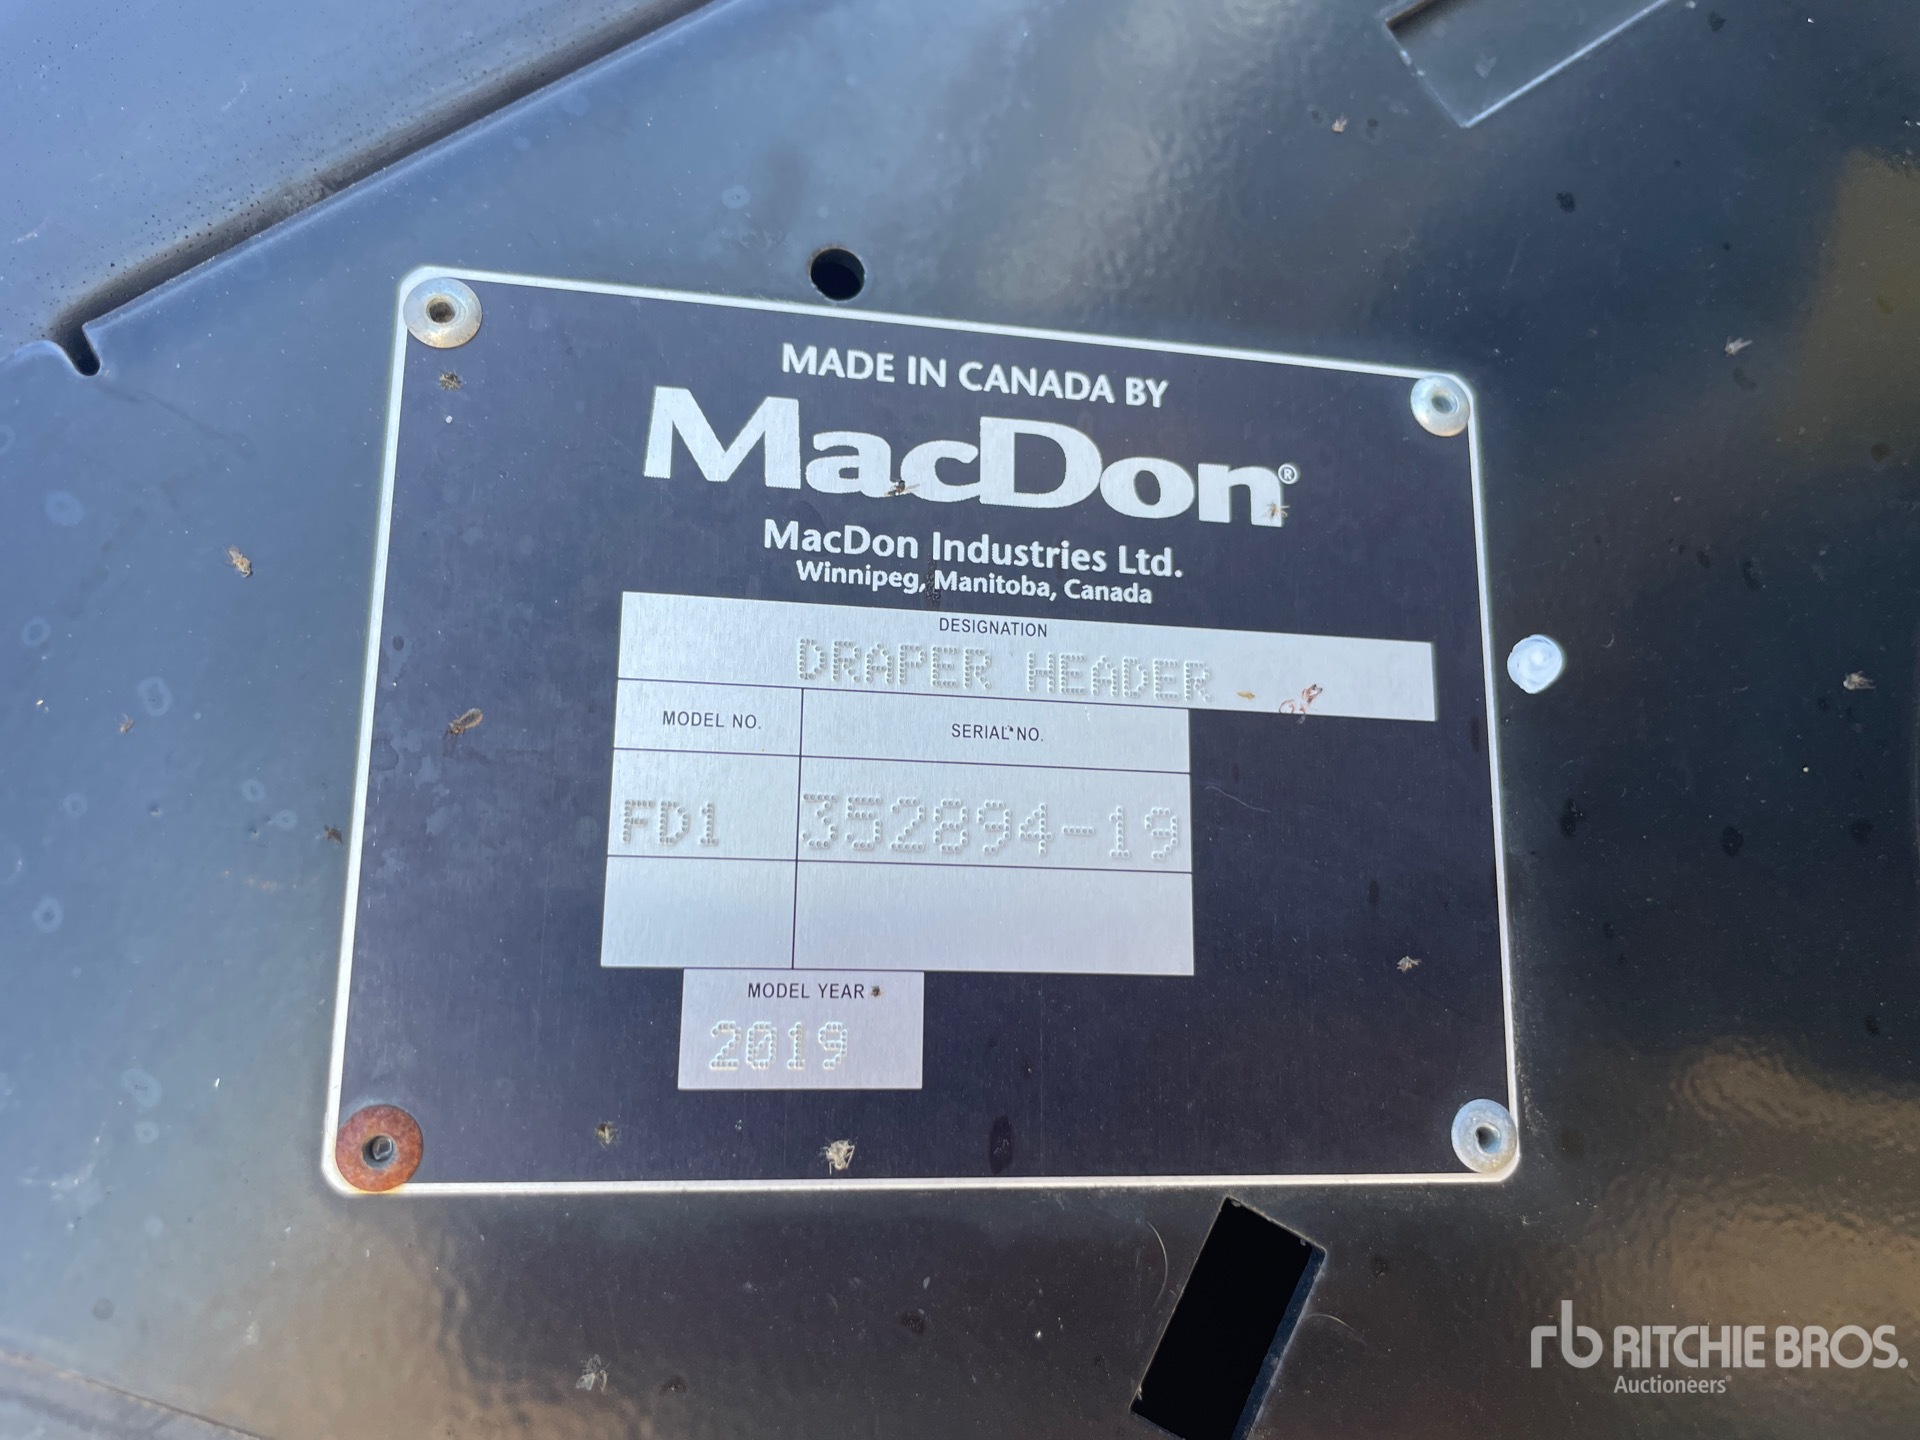 MADE IN CANADA BY
MacDon®
MacDon Industries Ltd.
Winnipeg, Manitoba, Canada
DESIGNATION
DRAPER HEADER
MODEL NO. SERIAL NO.
FD1 352894-19
MODEL YEAR
2019
rb RITCHIE BROS.
Auctioneers